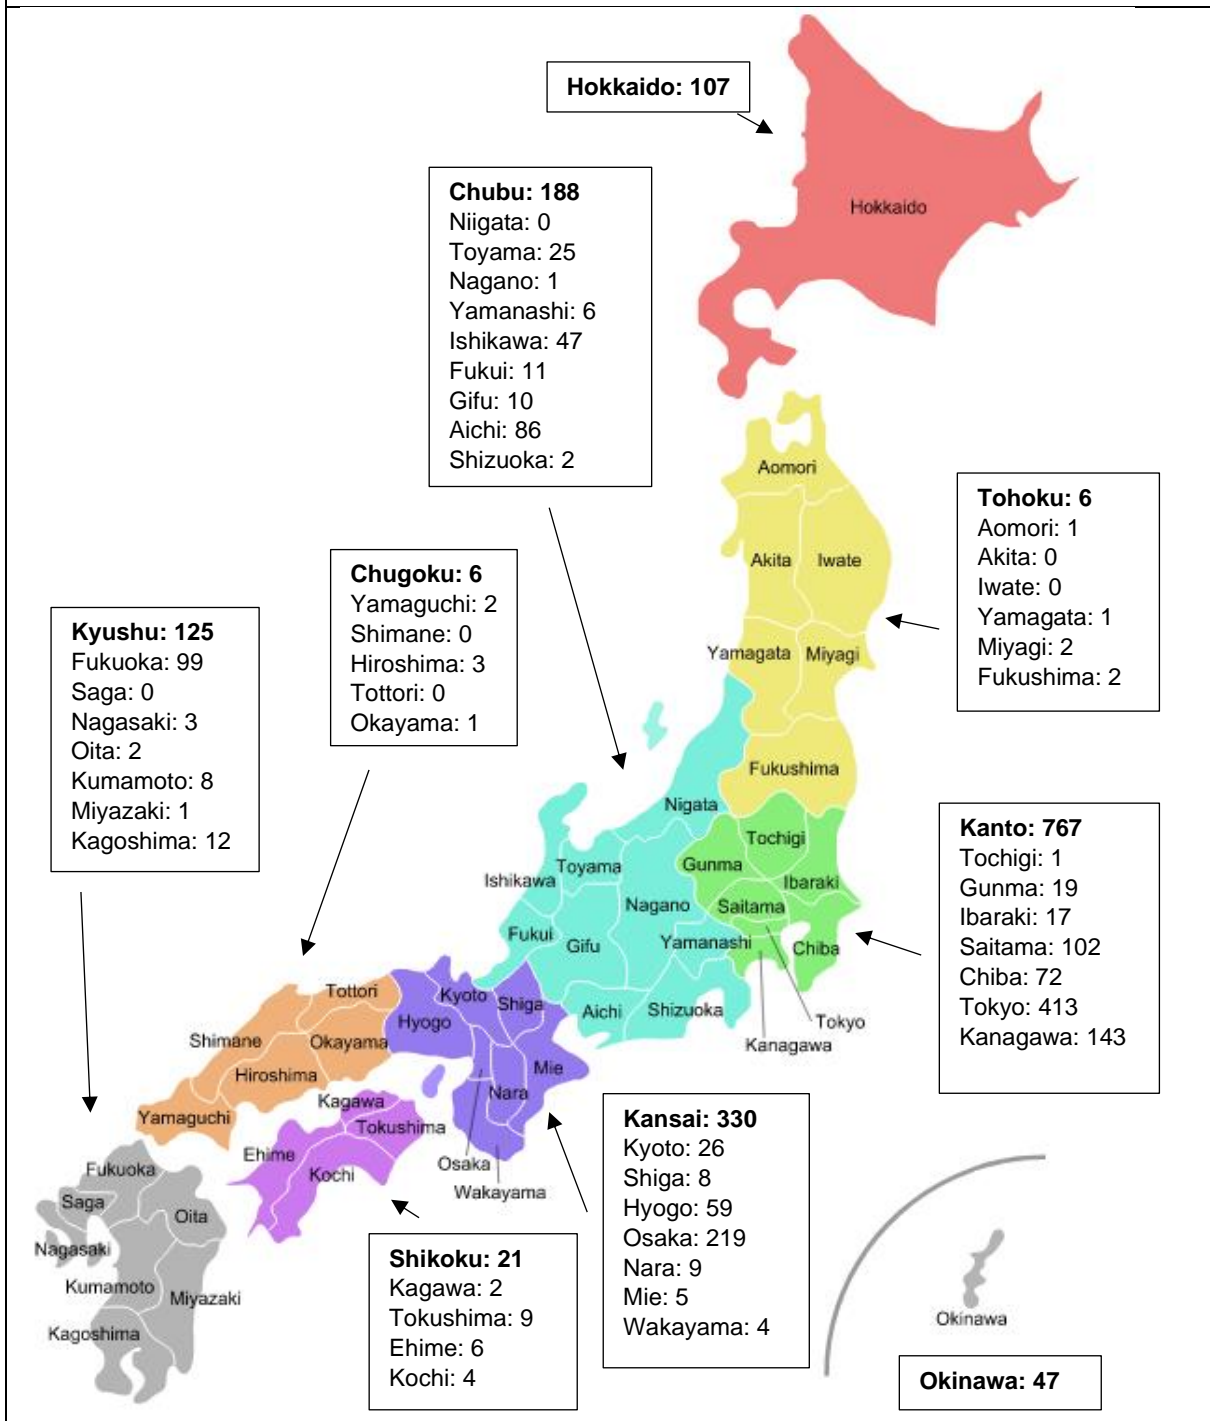 Hokkaido: 107
Hokkaido
Chubu: 188
Niigata: 0
Toyama: 25
Nagano: 1
Yamanashi: 6
Ishikawa: 47
Fukui: 11
Gifu: 10
Aichi: 86
Shizuoka: 2
Tohoku: 6
Aomori: 1
Akita: 0
Iwate: 0
Yamagata: 1
Miyagi: 2
Fukushima: 2
Chugoku: 6
Yamaguchi: 2
Shimane: 0
Hiroshima: 3
Tottori: 0
Okayama: 1
Kyushu: 125
Fukuoka: 99
Saga: 0
Nagasaki: 3
Oita: 2
Kumamoto: 8
Miyazaki: 1
Kagoshima: 12
Kanto: 767
Tochigi: 1
Gunma: 19
Ibaraki: 17
Saitama: 102
Chiba: 72
Tokyo: 413
Kanagawa: 143
Kansai: 330
Kyoto: 26
Shiga: 8
Hyogo: 59
Osaka: 219
Nara: 9
Mie: 5
Wakayama: 4
Shikoku: 21
Kagawa: 2
Tokushima: 9
Ehime: 6
Kochi: 4
Okinawa
Okinawa: 47
Aomori
Akita
Iwate
Yamagata
Miyagi
Fukushima
Nigata
Tochigi
Gunma
Ibaraki
Saitama
Chiba
Tokyo
Kanagawa
Toyama
Ishikawa
Nagano
Fukui
Gifu
Yamanashi
Aichi
Shizuoka
Kyoto
Shiga
Hyogo
Mie
Nara
Osaka
Wakayama
Tottori
Shimane
Okayama
Hiroshima
Yamaguchi
Kagawa
Tokushima
Ehime
Kochi
Fukuoka
Saga
Oita
Nagasaki
Kumamoto
Miyazaki
Kagoshima